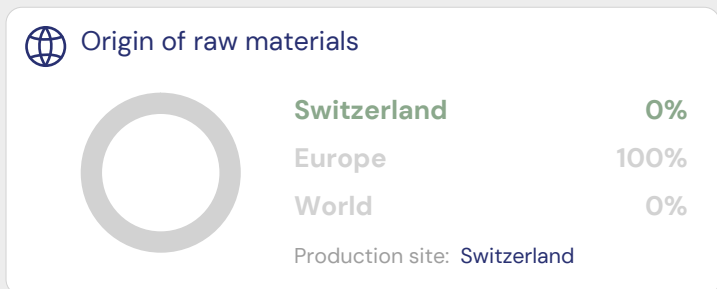 Origin of raw materials
Switzerland 0%
Europe 100%
World 0%
Production site: Switzerland